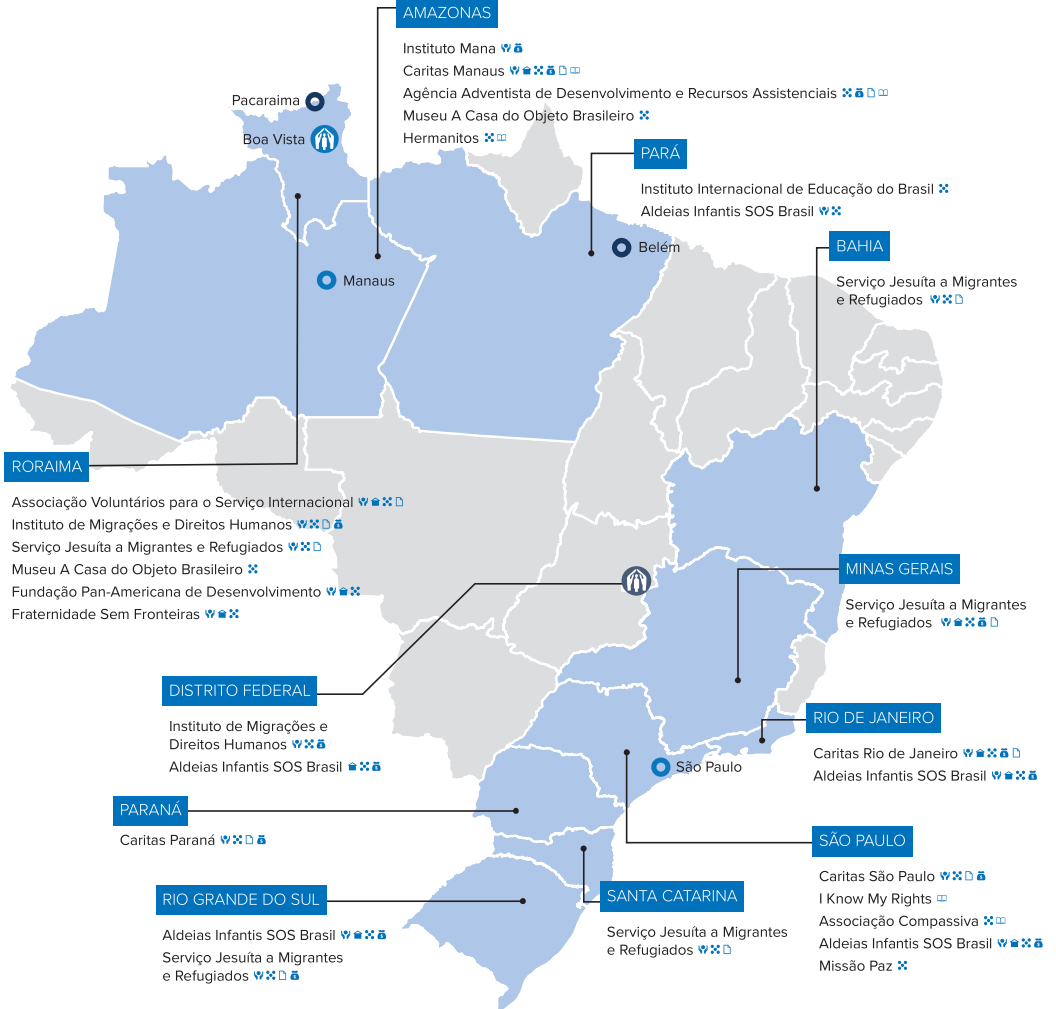 AMAZONAS
Instituto Mana
Caritas Manaus
Agência Adventista de Desenvolvimento e Recursos Assistenciais
Museu A Casa do Objeto Brasileiro
Hermanitos
Pacaraima
Boa Vista
PARÁ
Instituto Internacional de Educação do Brasil
Aldeias Infantis SOS Brasil
Belém
Manaus
BAHIA
Serviço Jesuíta a Migrantes
e Refugiados
RORAIMA
Associação Voluntários para o Serviço Internacional
Instituto de Migrações e Direitos Humanos
Serviço Jesuíta a Migrantes e Refugiados
Museu A Casa do Objeto Brasileiro
Fundação Pan-Americana de Desenvolvimento
Fraternidade Sem Fronteiras
MINAS GERAIS
Serviço Jesuíta a Migrantes
e Refugiados
DISTRITO FEDERAL
Instituto de Migrações e
Direitos Humanos
Aldeias Infantis SOS Brasil
RIO DE JANEIRO
Caritas Rio de Janeiro
Aldeias Infantis SOS Brasil
São Paulo
PARANÁ
Caritas Paraná
SÃO PAULO
Caritas São Paulo
I Know My Rights
Associação Compassiva
Aldeias Infantis SOS Brasil
Missão Paz
RIO GRANDE DO SUL
Aldeias Infantis SOS Brasil
Serviço Jesuíta a Migrantes
e Refugiados
SANTA CATARINA
Serviço Jesuíta a Migrantes
e Refugiados